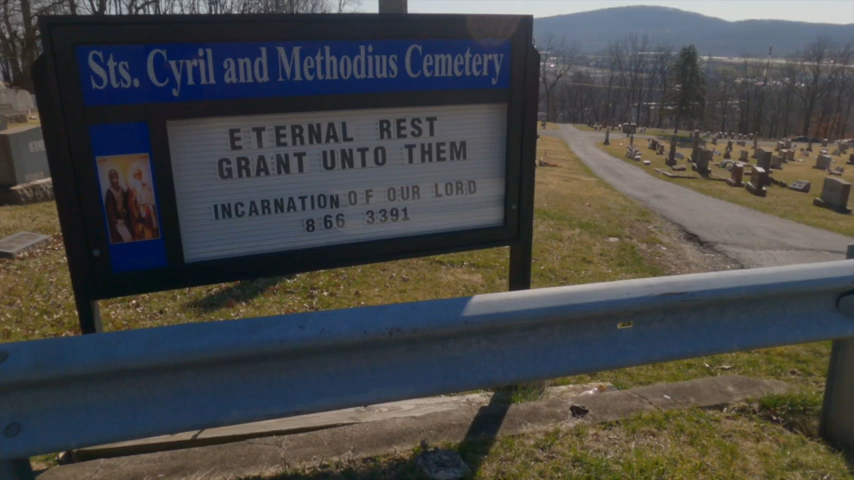 Sts. Cyril and Methodius Cemetery
ETERNAL REST
GRANT UNTO THEM
INCARNATION OF OUR LORD
866 3391